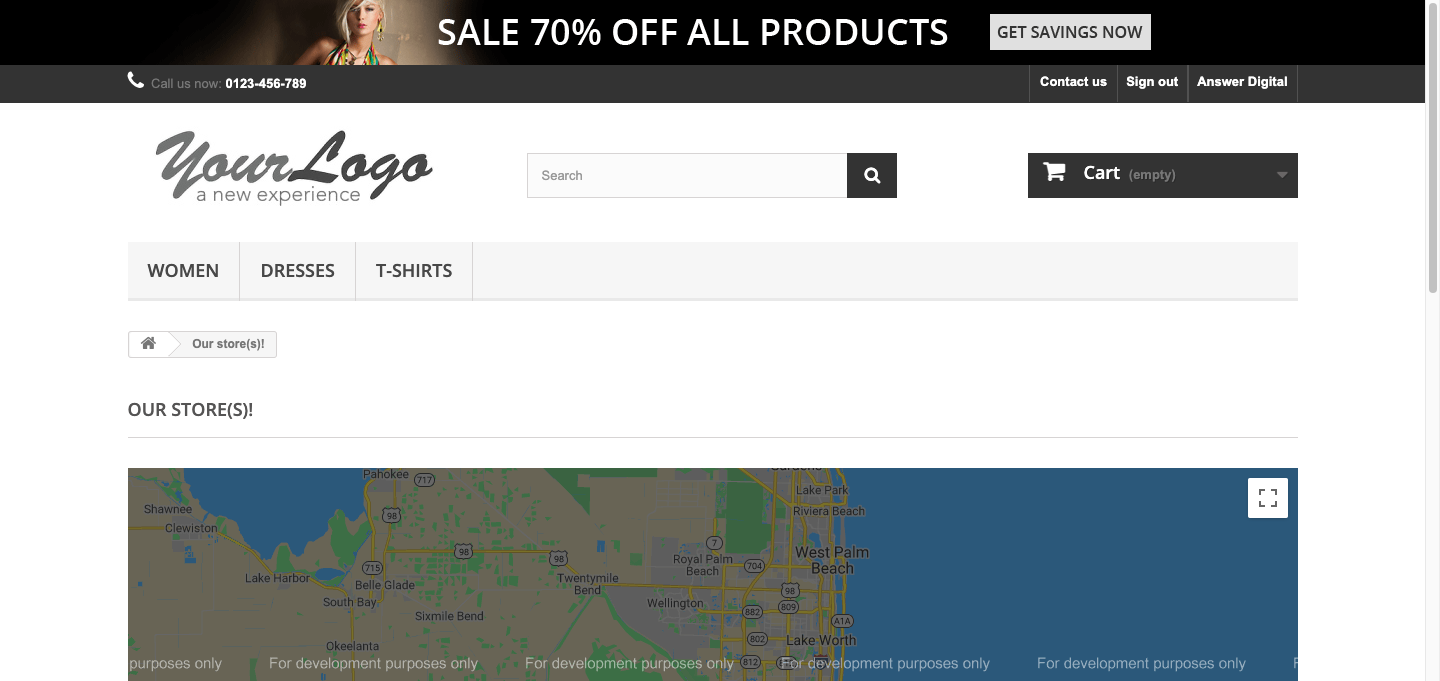 SALE 70% OFF ALL PRODUCTS
GET SAVINGS NOW
Call us now: 0123-456-789
Contact us
Sign out
Answer Digital
Your Logo
a new experience
Search
Cart (empty)
WOMEN
DRESSES
T-SHIRTS
Our store(s)!
OUR STORE(S)!
Pahokee
717
Gardens
Lake Park
Shawnee
98
Riviera Beach
Clewiston
7
98
98
West Palm
Beach
Royal Palm
Beach
704
715
Lake Harbor
Belle Glade
Twentymile
Bend
98
South Bay
Wellington
882
809
Sixmile Bend
A1A
802
Lake Worth
Okeelanta
812
purposes only
For development purposes only
For development purposes only
For development purposes only
For development purposes only